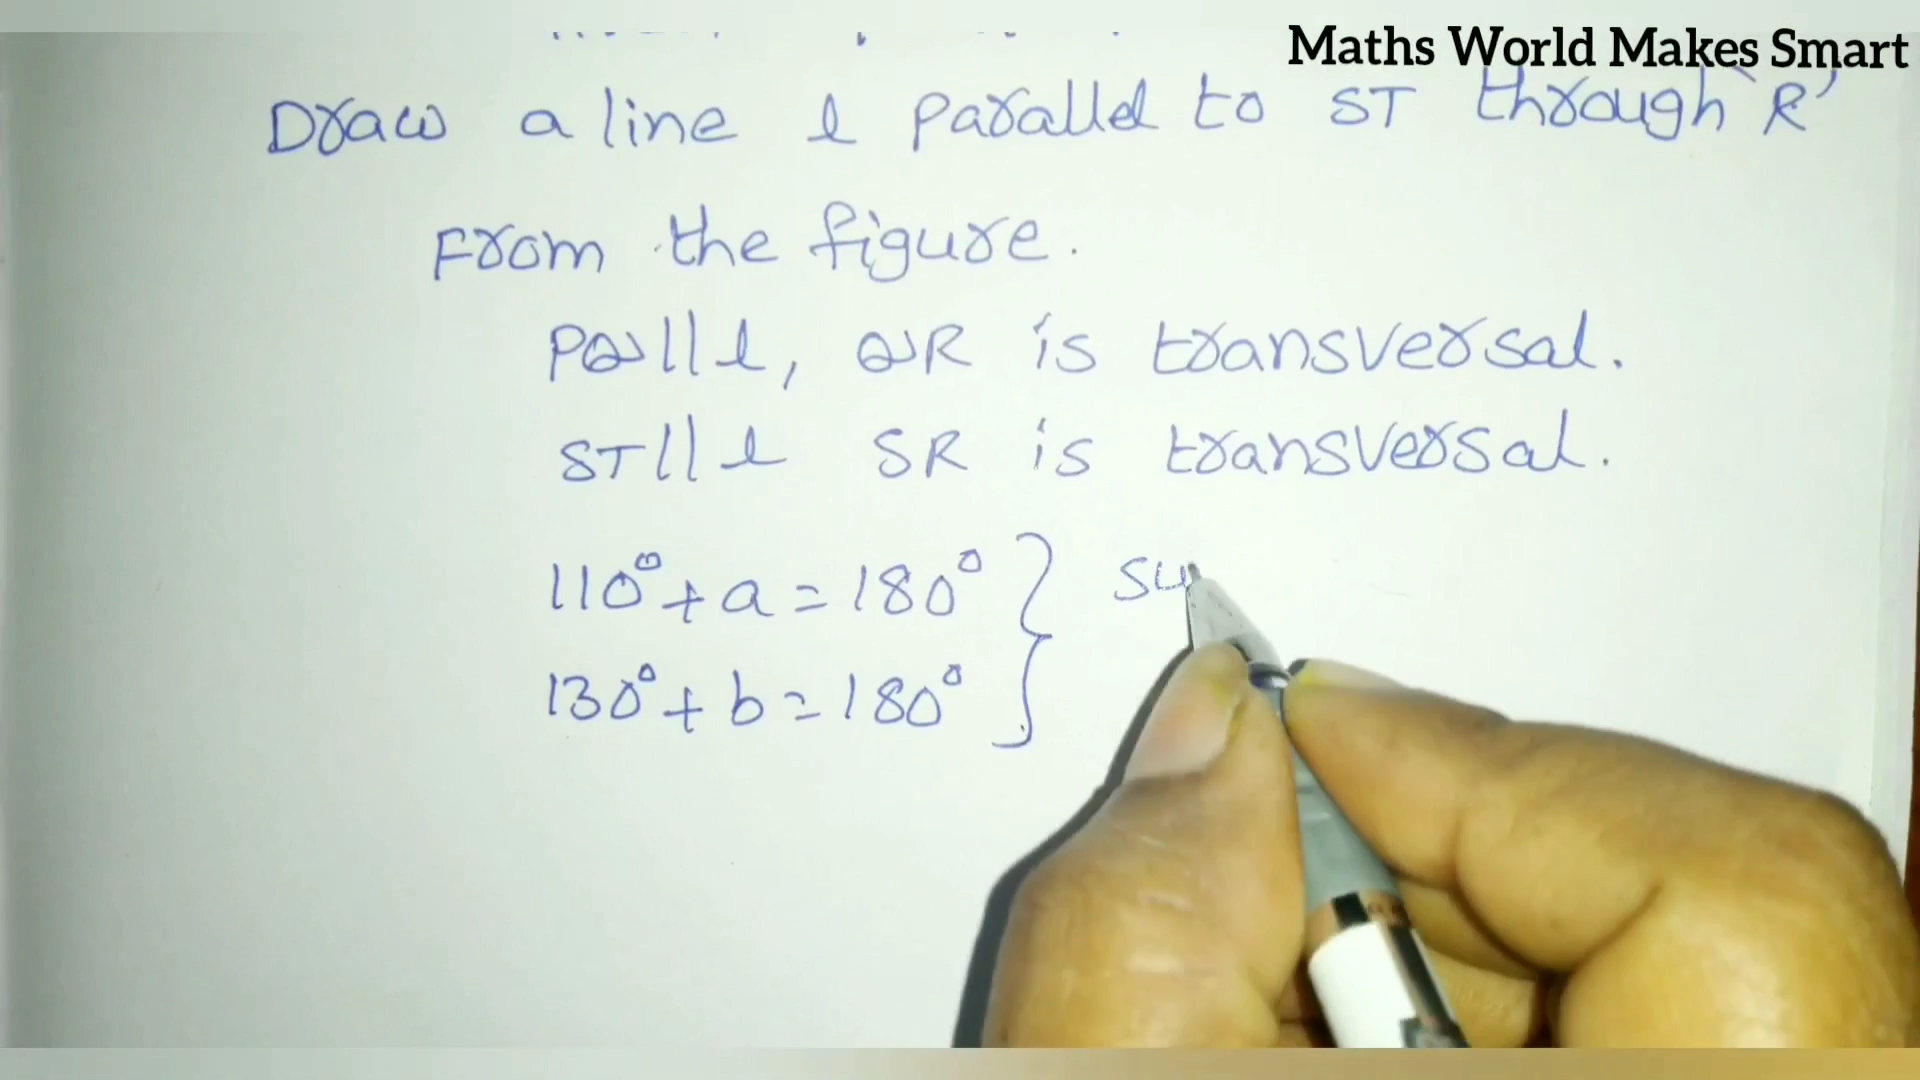 Maths World Makes Smart
Draw a line l parallel to ST through 'R'
From the figure.
PQ || l, QR is transversal.
ST || l SR is transversal.
110° + a = 180° } Su
130° + b = 180°